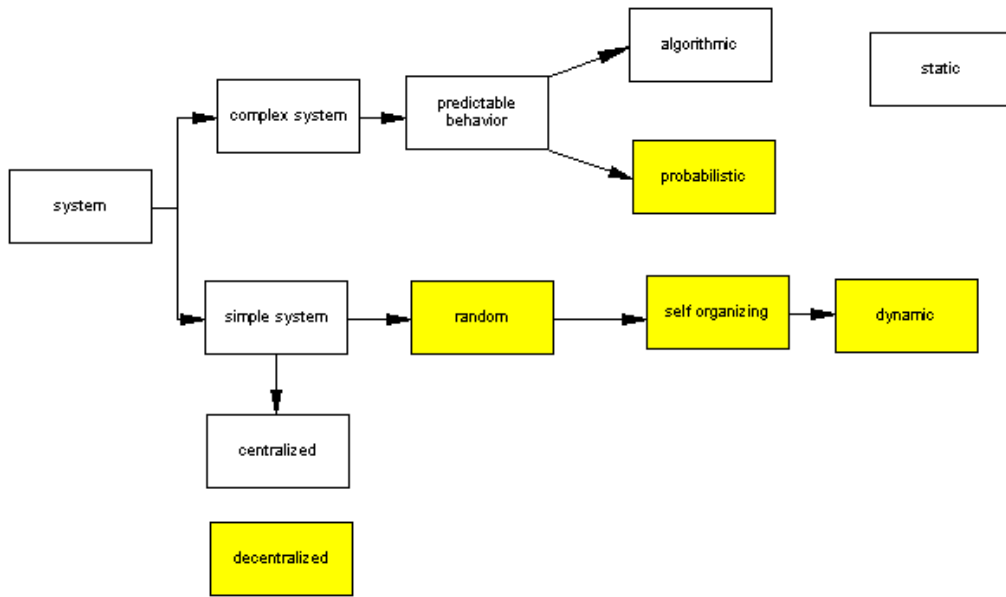 algorithmic
static
complex system
predictable
behavior
probabilistic
system
simple system
random
self organizing
dynamic
centralized
decentralized